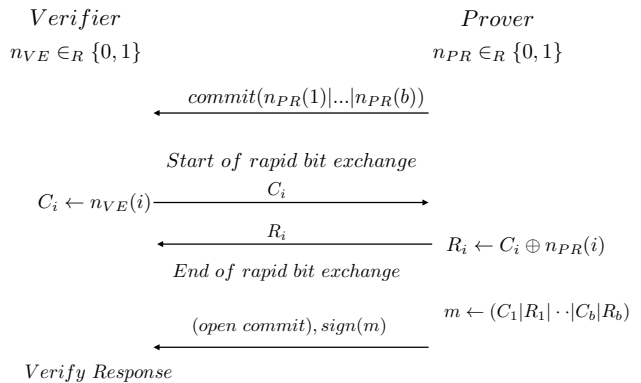 Verifier Prover
n_{VE} ∈_R {0, 1} n_{PR} ∈_R {0, 1}
commit(n_{PR}(1)|...|n_{PR}(b))
Start of rapid bit exchange
C_i ← n_{VE}(i) C_i
R_i R_i ← C_i ⊕ n_{PR}(i)
End of rapid bit exchange
m ← (C_1|R_1| · ·|C_b|R_b)
(open commit), sign(m)
Verify Response